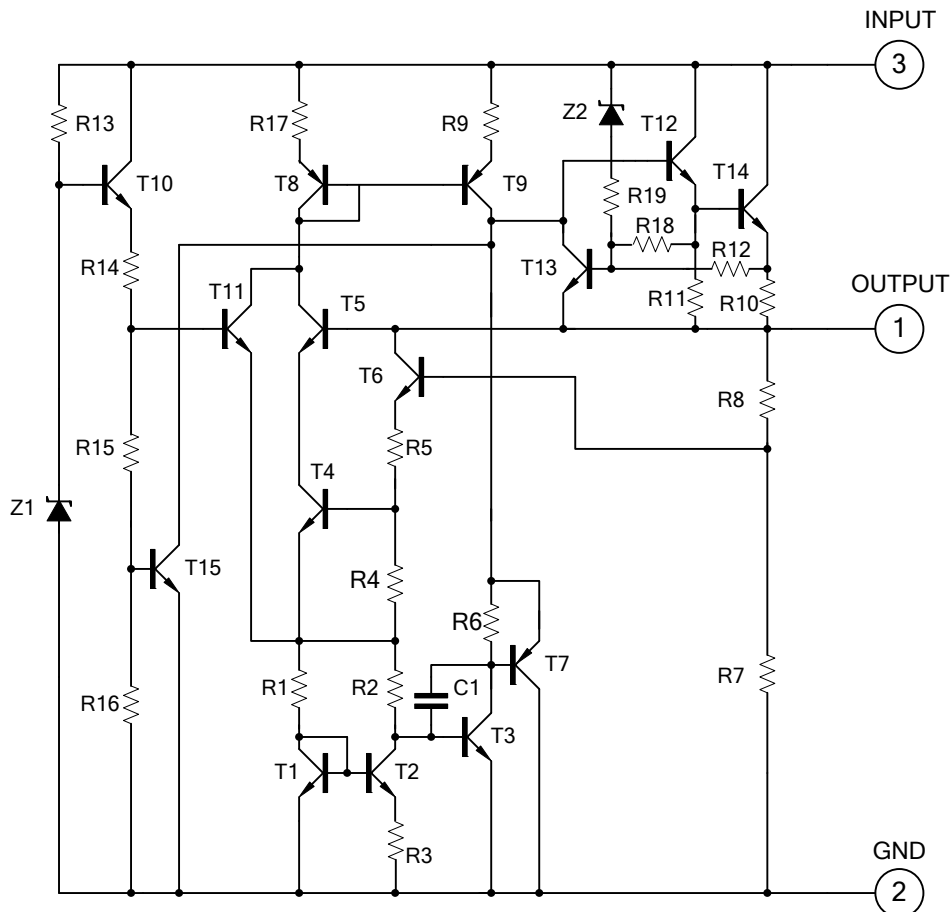 INPUT
3
R13
R17
R9
Z2
T12
T10
T8
T9
T14
R19
R18
R12
R14
T11
T5
T13
R11
R10
OUTPUT
1
T6
R8
R15
R5
T4
Z1
T15
R4
R6
T7
R1
R2
C1
R7
R16
T3
T1
T2
R3
GND
2